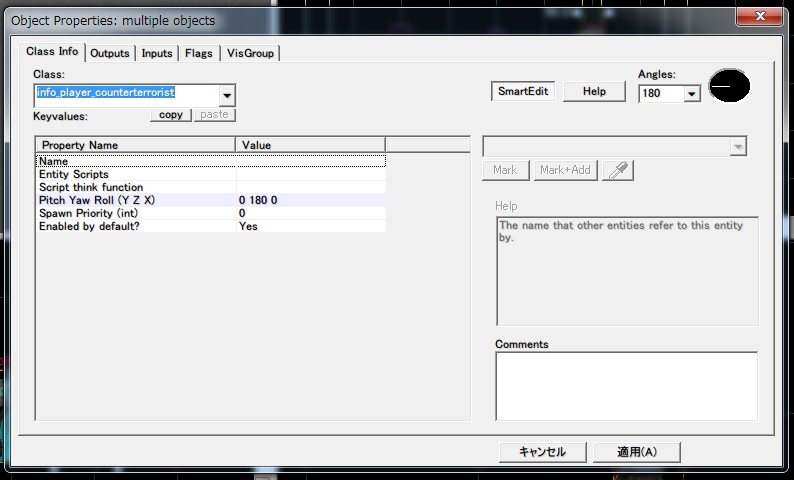 Object Properties: multiple objects
Class Info Outputs Inputs Flags VisGroup
Class:
info_player_counterterrorist
SmartEdit Help
Angles:
180
Keyvalues: copy paste
Property Name Value
Name
Entity Scripts
Script think function
Pitch Yaw Roll (Y Z X) 0 180 0
Spawn Priority (int) 0
Enabled by default? Yes
Mark Mark+Add
Help
The name that other entities refer to this entity
by.
Comments
キャンセル 適用(A)